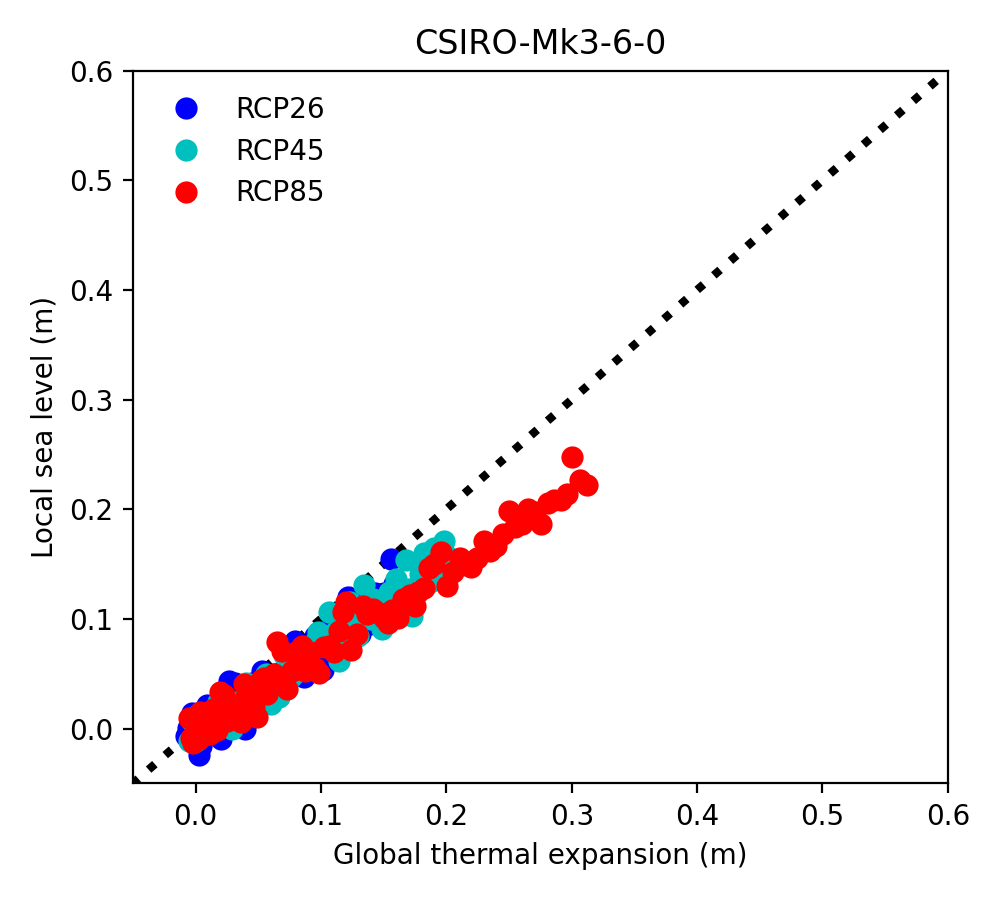 CSIRO-Mk3-6-0
RCP26
RCP45
RCP85
Local sea level (m)
0.6
0.5
0.4
0.3
0.2
0.1
0.0
0.0 0.1 0.2 0.3 0.4 0.5 0.6
Global thermal expansion (m)